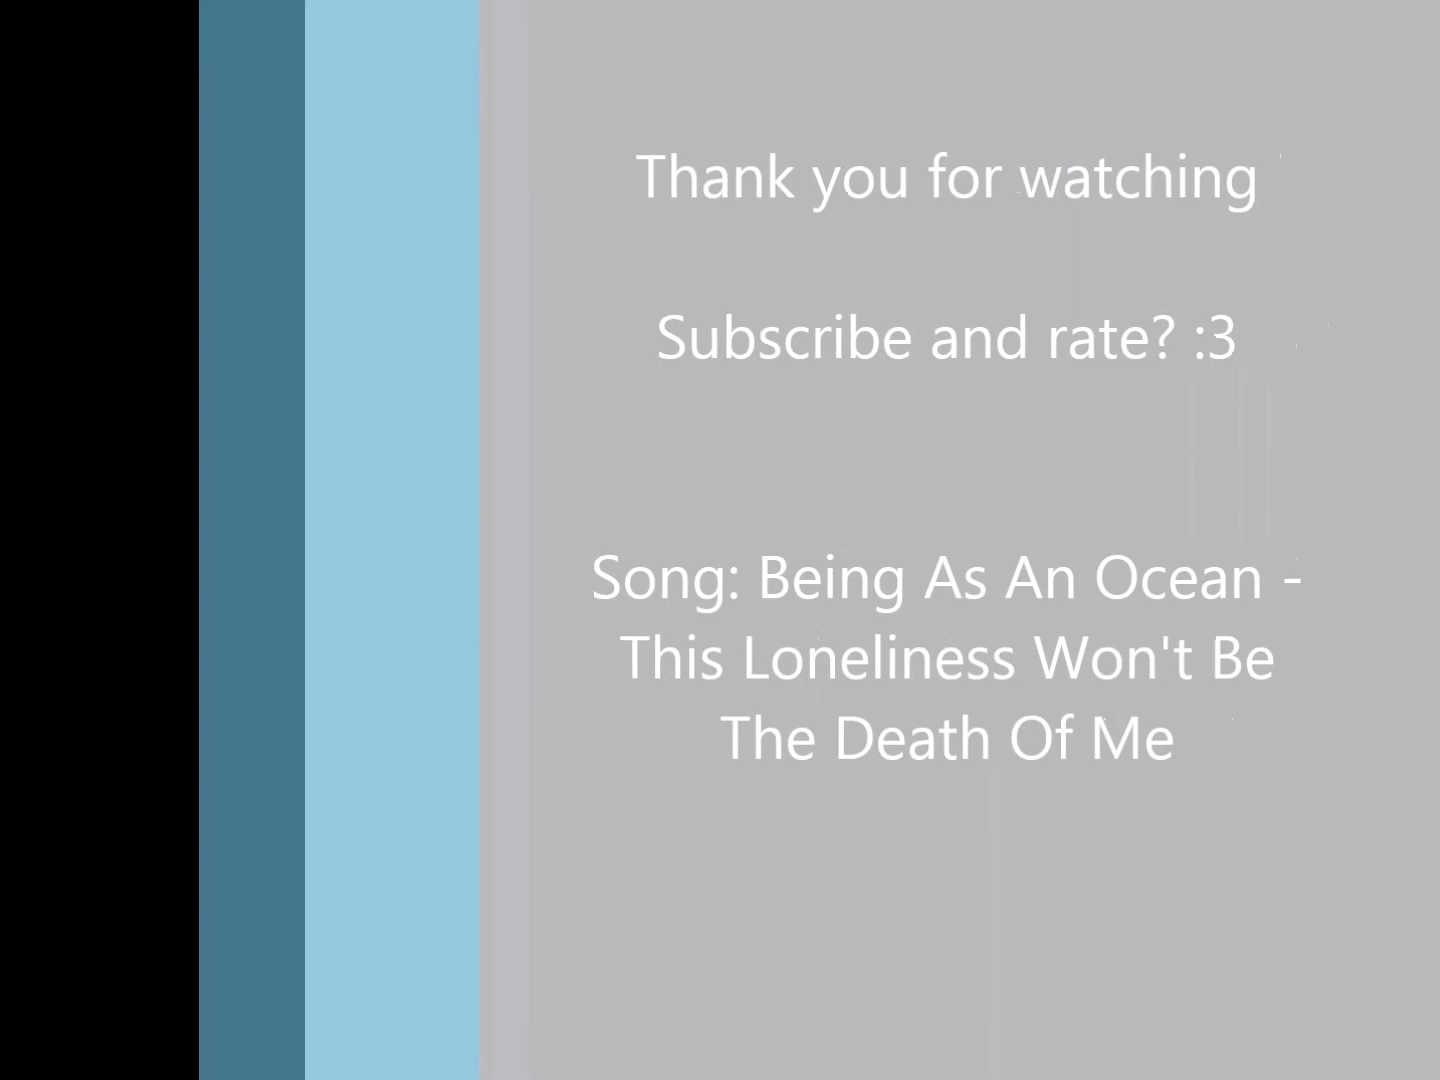 Thank you for watching
Subscribe and rate? :3
Song: Being As An Ocean -
This Loneliness Won't Be
The Death Of Me